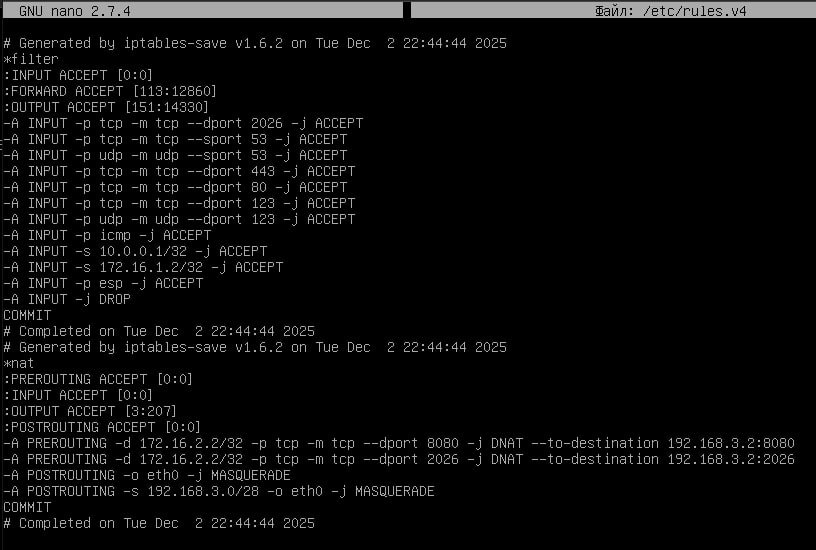 GNU nano 2.7.4 Файл: /etc/rules.v4
# Generated by iptables-save v1.6.2 on Tue Dec  2 22:44:44 2025
*filter
:INPUT ACCEPT [0:0]
:FORWARD ACCEPT [113:12860]
:OUTPUT ACCEPT [151:14330]
-A INPUT -p tcp -m tcp --dport 2026 -j ACCEPT
-A INPUT -p tcp -m tcp --sport 53 -j ACCEPT
-A INPUT -p udp -m udp --sport 53 -j ACCEPT
-A INPUT -p tcp -m tcp --dport 443 -j ACCEPT
-A INPUT -p tcp -m tcp --dport 80 -j ACCEPT
-A INPUT -p tcp -m tcp --dport 123 -j ACCEPT
-A INPUT -p udp -m udp --dport 123 -j ACCEPT
-A INPUT -p icmp -j ACCEPT
-A INPUT -s 10.0.0.1/32 -j ACCEPT
-A INPUT -s 172.16.1.2/32 -j ACCEPT
-A INPUT -p esp -j ACCEPT
-A INPUT -j DROP
COMMIT
# Completed on Tue Dec  2 22:44:44 2025
# Generated by iptables-save v1.6.2 on Tue Dec  2 22:44:44 2025
*nat
:PREROUTING ACCEPT [0:0]
:INPUT ACCEPT [0:0]
:OUTPUT ACCEPT [3:207]
:POSTROUTING ACCEPT [0:0]
-A PREROUTING -d 172.16.2.2/32 -p tcp -m tcp --dport 8080 -j DNAT --to-destination 192.168.3.2:8080
-A PREROUTING -d 172.16.2.2/32 -p tcp -m tcp --dport 2026 -j DNAT --to-destination 192.168.3.2:2026
-A POSTROUTING -o eth0 -j MASQUERADE
-A POSTROUTING -s 192.168.3.0/28 -o eth0 -j MASQUERADE
COMMIT
# Completed on Tue Dec  2 22:44:44 2025